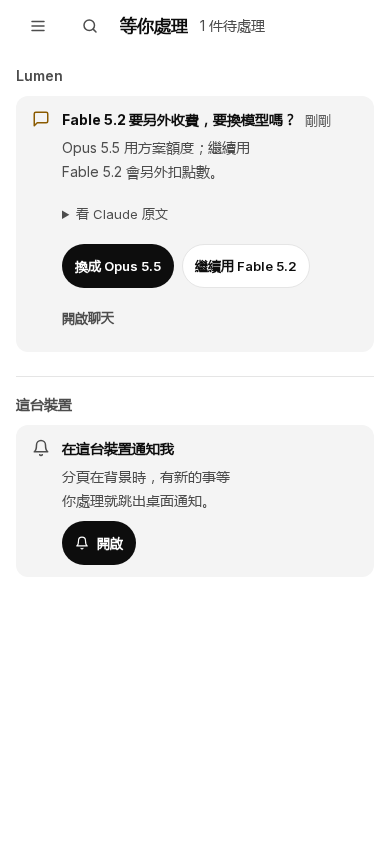 等你處理 1 件待處理
Lumen
Fable 5.2 要另外收費，要換模型嗎？ 剛剛
Opus 5.5 用方案額度；繼續用
Fable 5.2 會另外扣點數。
看 Claude 原文
換成 Opus 5.5 繼續用 Fable 5.2
開啟聊天
這台裝置
在這台裝置通知我
分頁在背景時，有新的事等
你處理就跳出桌面通知。
開啟